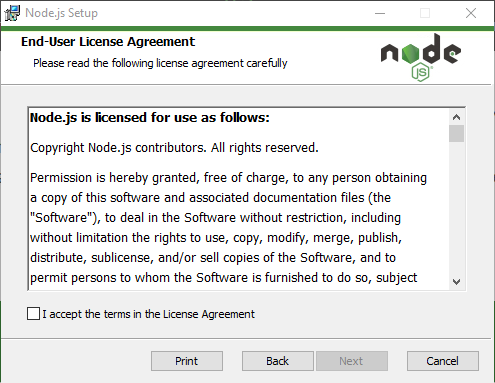 Node.js Setup
End-User License Agreement
Please read the following license agreement carefully
node
JS
Node.js is licensed for use as follows:
Copyright Node.js contributors. All rights reserved.
Permission is hereby granted, free of charge, to any person obtaining
a copy of this software and associated documentation files (the
"Software"), to deal in the Software without restriction, including
without limitation the rights to use, copy, modify, merge, publish,
distribute, sublicense, and/or sell copies of the Software, and to
permit persons to whom the Software is furnished to do so, subject
I accept the terms in the License Agreement
Print Back Next Cancel